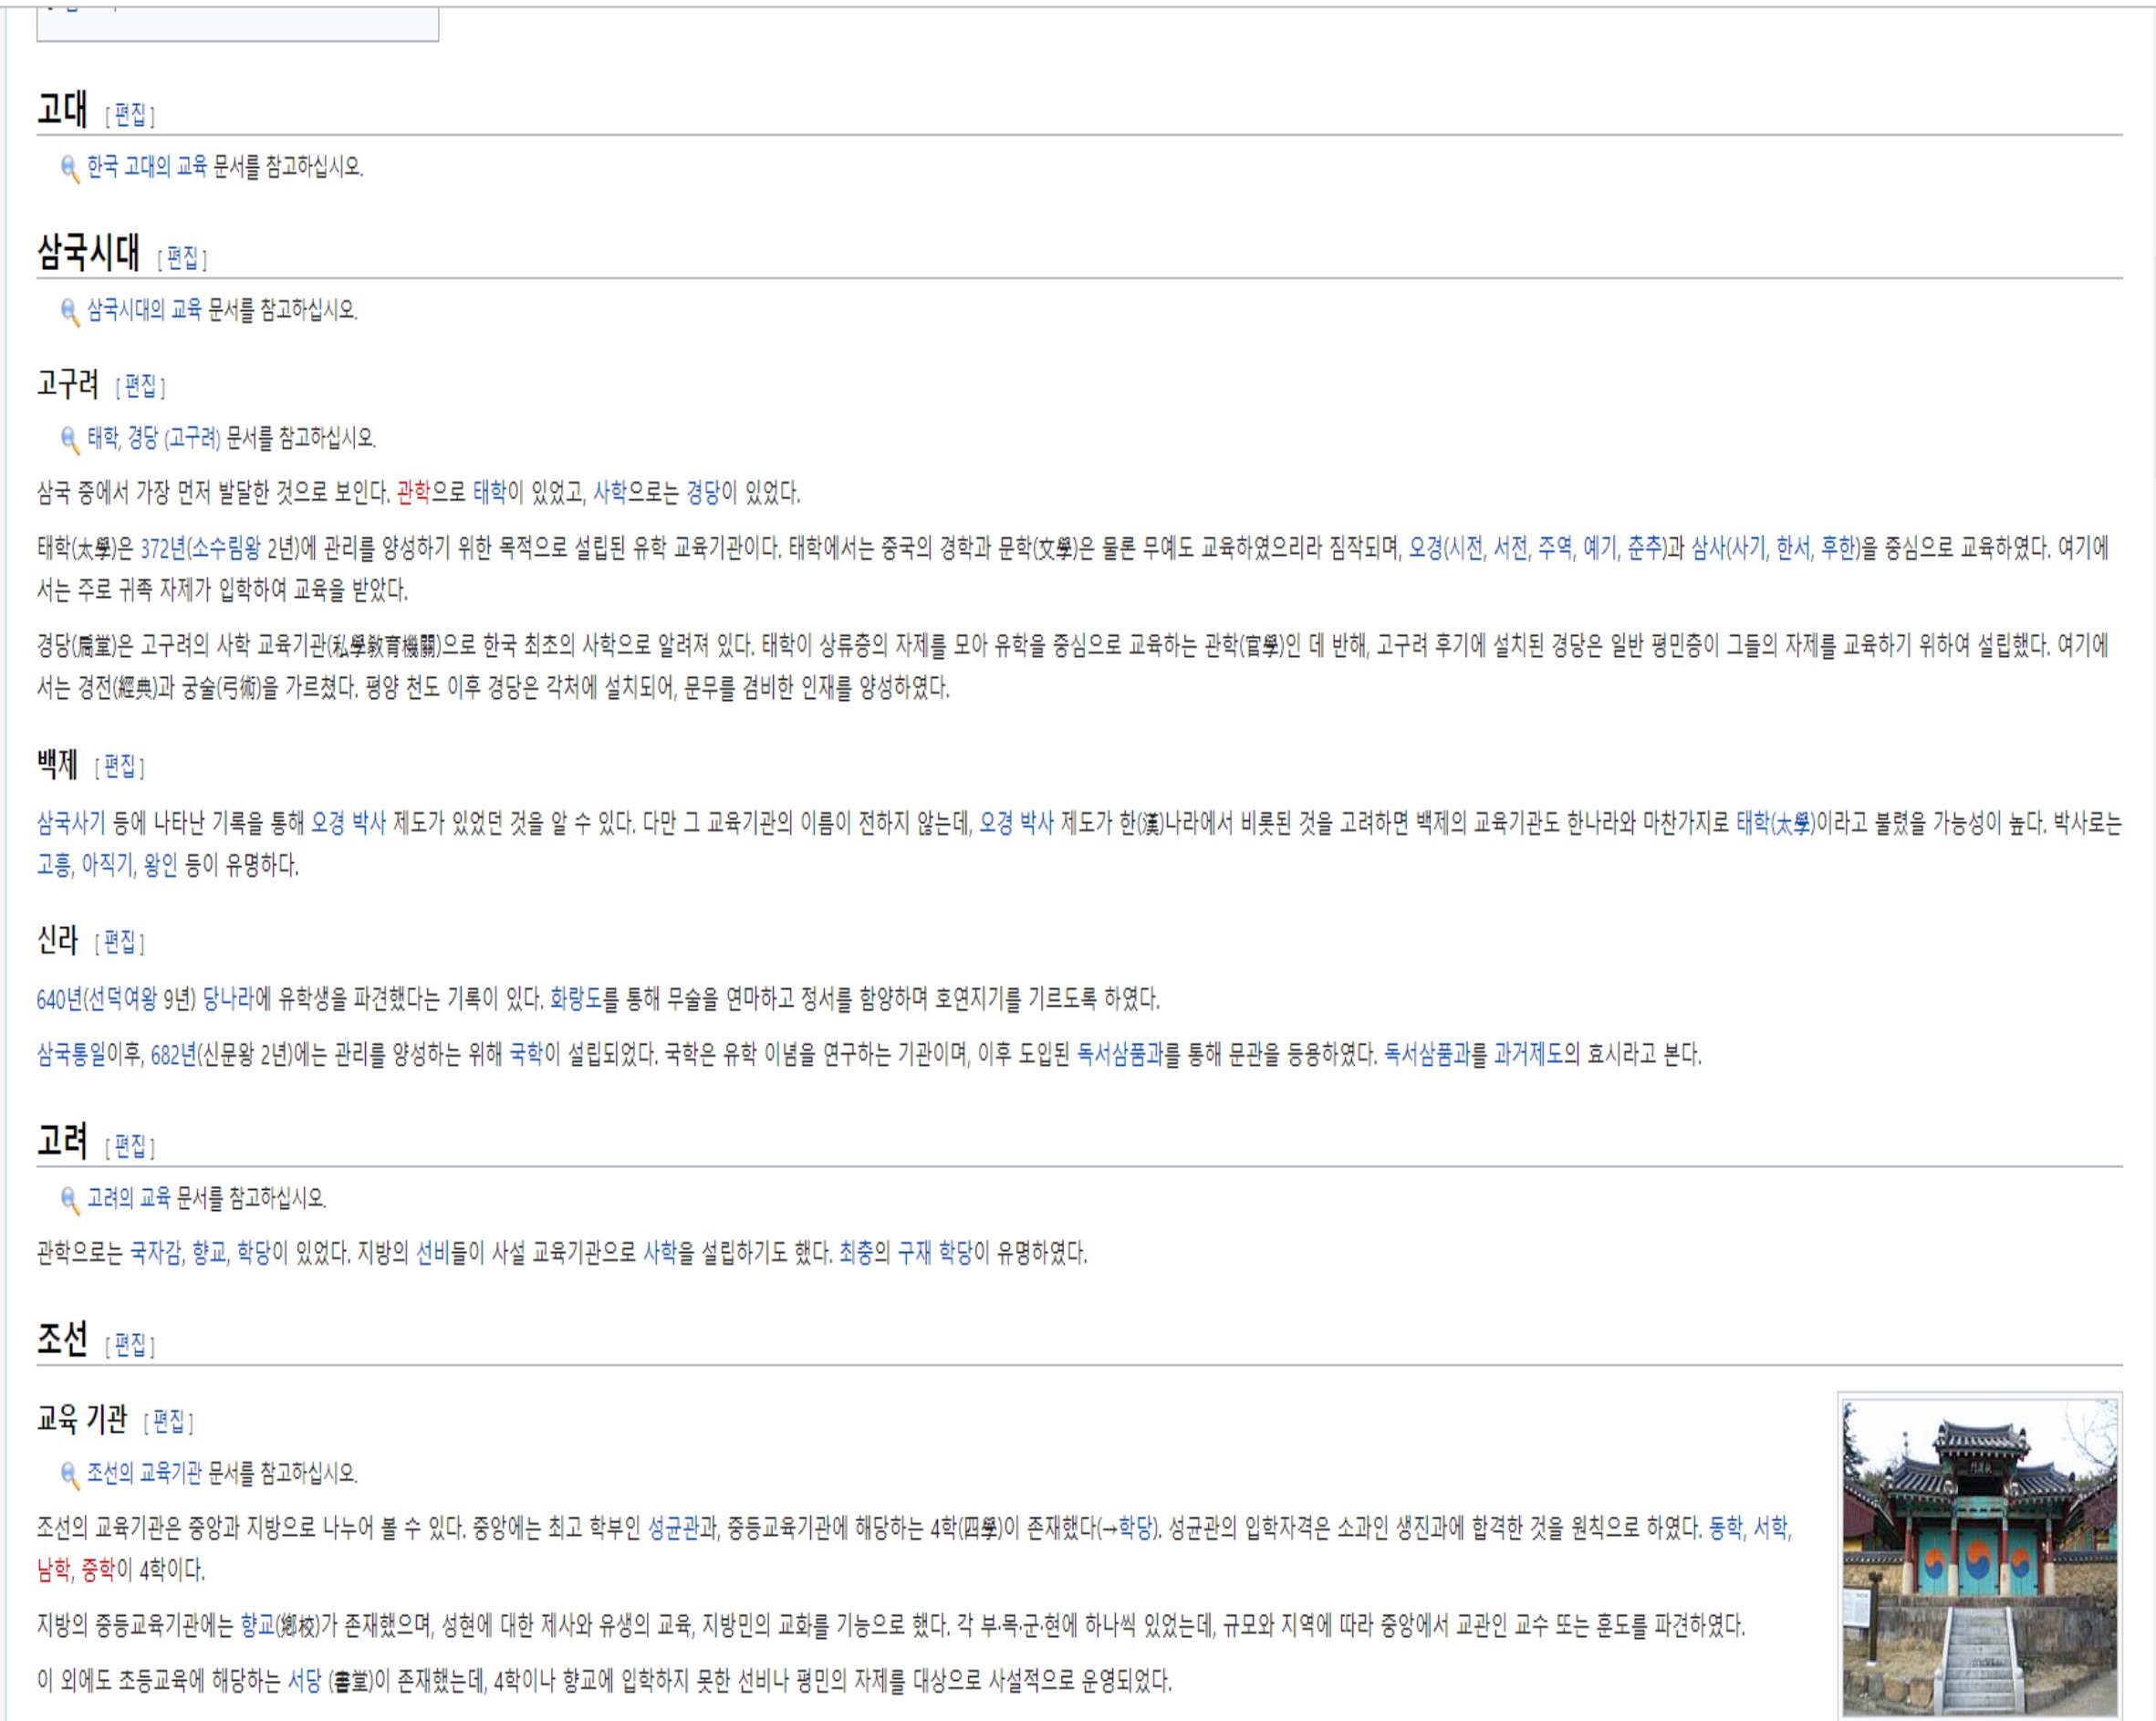 고대 [편집]
한국 고대의 교육 문서를 참고하십시오.
삼국시대 [편집]
삼국시대의 교육 문서를 참고하십시오.
고구려 [편집]
태학, 경당 (고구려) 문서를 참고하십시오.
삼국 중에서 가장 먼저 발달한 것으로 보인다. 관학으로 태학이 있었고, 사학으로는 경당이 있었다.
태학(太學)은 372년(소수림왕 2년)에 관리를 양성하기 위한 목적으로 설립된 유학 교육기관이다. 태학에서는 중국의 경학과 문학(文學)은 물론 무예도 교육하였으리라 짐작되며, 오경(시전, 서전, 주역, 예기, 춘추)과 삼사(사기, 한서, 후한)을 중심으로 교육하였다. 여기에
서는 주로 귀족 자제가 입학하여 교육을 받았다.
경당(扃堂)은 고구려의 사학 교육기관(私學敎育機關)으로 한국 최초의 사학으로 알려져 있다. 태학이 상류층의 자제를 모아 유학을 중심으로 교육하는 관학(官學)인 데 반해, 고구려 후기에 설치된 경당은 일반 평민층이 그들의 자제를 교육하기 위하여 설립했다. 여기에
서는 경전(經典)과 궁술(弓術)을 가르쳤다. 평양 천도 이후 경당은 각처에 설치되어, 문무를 겸비한 인재를 양성하였다.
백제 [편집]
삼국사기 등에 나타난 기록을 통해 오경 박사 제도가 있었던 것을 알 수 있다. 다만 그 교육기관의 이름이 전하지 않는데, 오경 박사 제도가 한(漢)나라에서 비롯된 것을 고려하면 백제의 교육기관도 한나라와 마찬가지로 태학(太學)이라고 불렸을 가능성이 높다. 박사로는
고흥, 아직기, 왕인 등이 유명하다.
신라 [편집]
640년(선덕여왕 9년) 당나라에 유학생을 파견했다는 기록이 있다. 화랑도를 통해 무술을 연마하고 정서를 함양하며 호연지기를 기르도록 하였다.
삼국통일이후, 682년(신문왕 2년)에는 관리를 양성하는 위해 국학이 설립되었다. 국학은 유학 이념을 연구하는 기관이며, 이후 도입된 독서삼품과를 통해 문관을 등용하였다. 독서삼품과를 과거제도의 효시라고 본다.
고려 [편집]
고려의 교육 문서를 참고하십시오.
관학으로는 국자감, 향교, 학당이 있었다. 지방의 선비들이 사설 교육기관으로 사학을 설립하기도 했다. 최충의 구재 학당이 유명하였다.
조선 [편집]
교육 기관 [편집]
조선의 교육기관 문서를 참고하십시오.
조선의 교육기관은 중앙과 지방으로 나누어 볼 수 있다. 중앙에는 최고 학부인 성균관과, 중등교육기관에 해당하는 4학(四學)이 존재했다(→학당). 성균관의 입학자격은 소과인 생진과에 합격한 것을 원칙으로 하였다. 동학, 서학,
남학, 중학이 4학이다.
지방의 중등교육기관에는 향교(鄕校)가 존재했으며, 성현에 대한 제사와 유생의 교육, 지방민의 교화를 기능으로 했다. 각 부·목·군·현에 하나씩 있었는데, 규모와 지역에 따라 중앙에서 교관인 교수 또는 훈도를 파견하였다.
이 외에도 초등교육에 해당하는 서당 (書堂)이 존재했는데, 4학이나 향교에 입학하지 못한 선비나 평민의 자제를 대상으로 사설적으로 운영되었다.